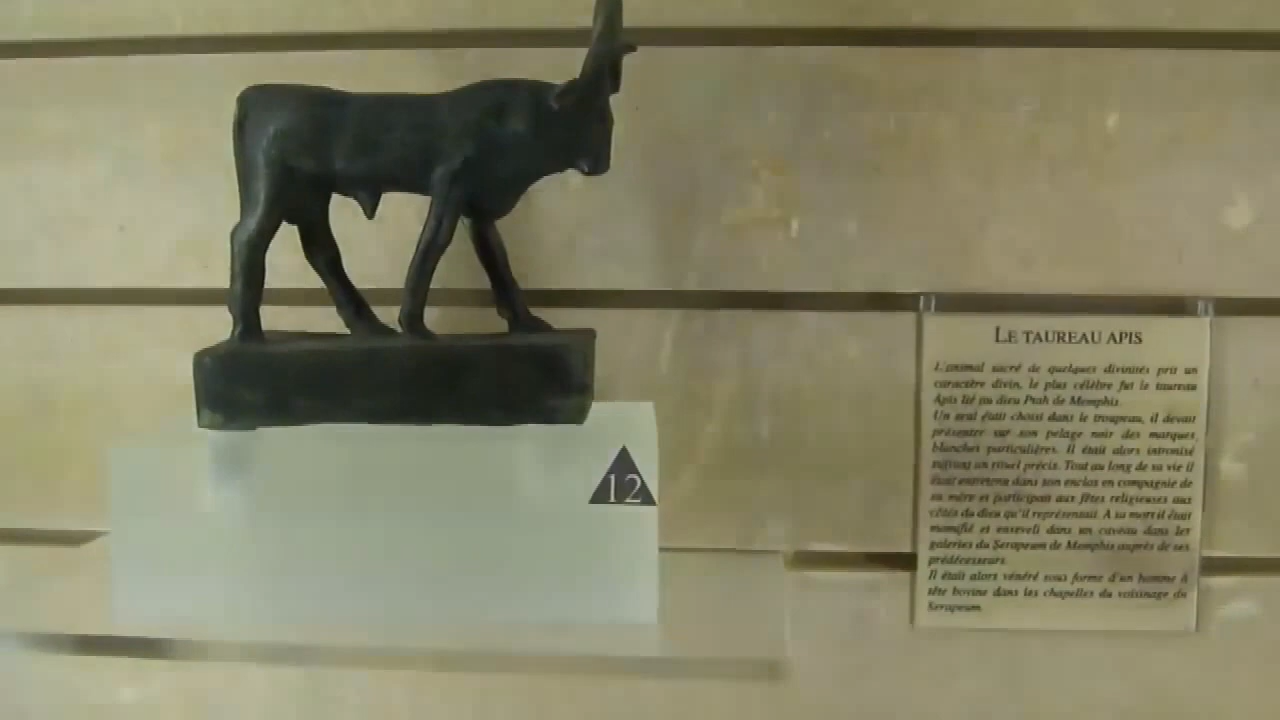 LE TAUREAU APIS
L'animal sacré de quelques divinités prit un
caractère divin, le plus célèbre fut le taureau
Apis lié au dieu Ptah de Memphis.
Un seul était choisi dans le troupeau, il devait
présenter sur son pelage noir des marques
blanches particulières. Il était alors intronisé
suivant un rituel précis. Tout au long de sa vie il
était entretenu dans son enclos en compagnie de
sa mère et participait aux fêtes religieuses aux
côtés du dieu qu'il représentait. A sa mort il était
momifié et enseveli dans un caveau dans les
galeries du Serapeum de Memphis auprès de ses
prédécesseurs.
Il était alors vénéré sous forme d'un homme à
tête bovine dans les chapelles du voisinage du
Serapeum.
12